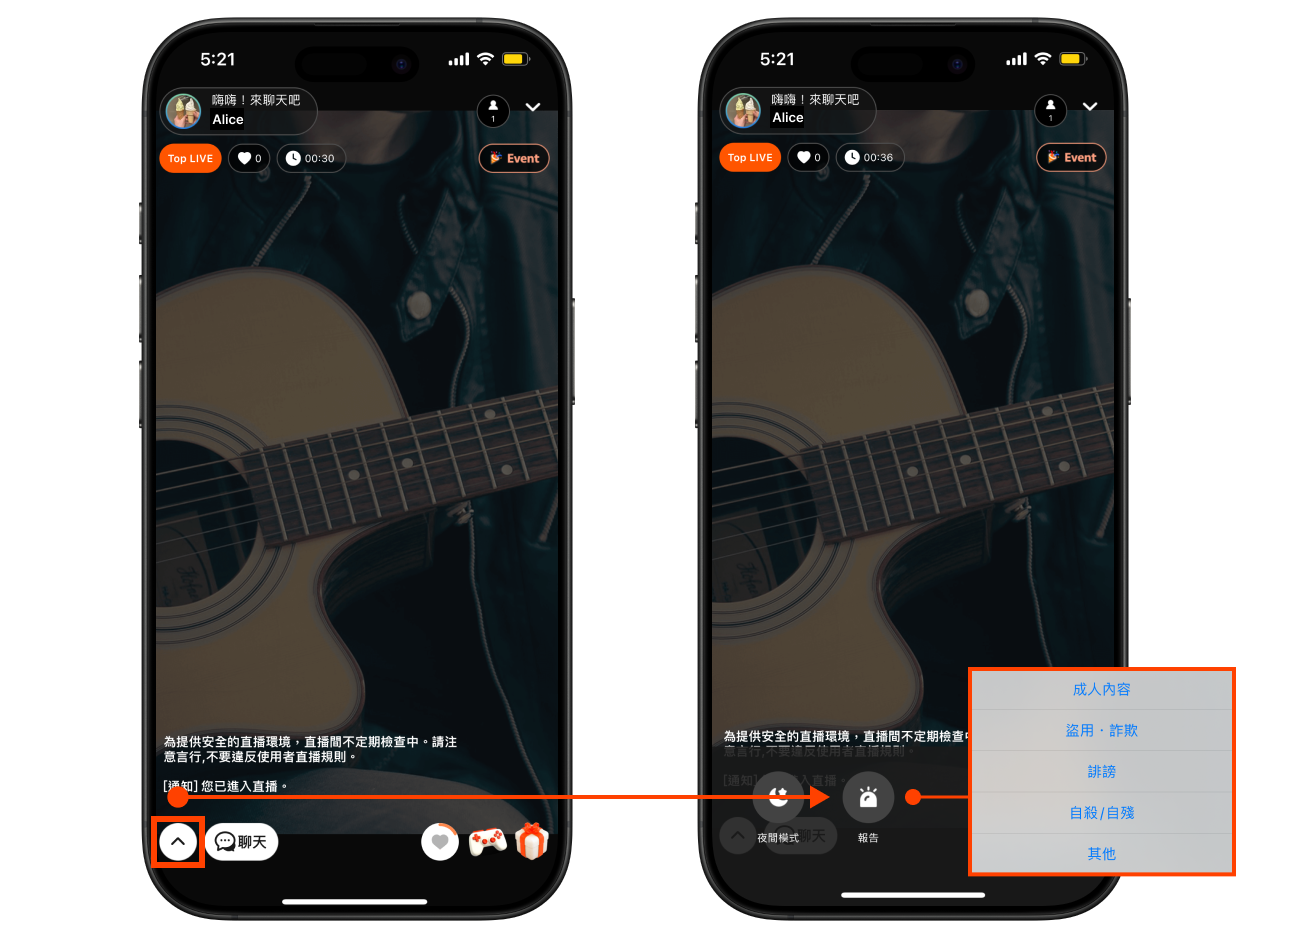 5:21
嗨嗨！來聊天吧
Alice
1
Top LIVE
0
00:30
Event
為提供安全的直播環境，直播間不定期檢查中。請注
意言行,不要違反使用者直播規則。
[通知] 您已進入直播。
聊天
5:21
嗨嗨！來聊天吧
Alice
1
Top LIVE
0
00:36
Event
為提供安全的直播環境，直播間不定期檢查中
意言行,不要違反使用者直播規則。
[通知] 您已進入直播。
聊天
夜間模式
報告
成人內容
盜用・詐欺
誹謗
自殺/自殘
其他